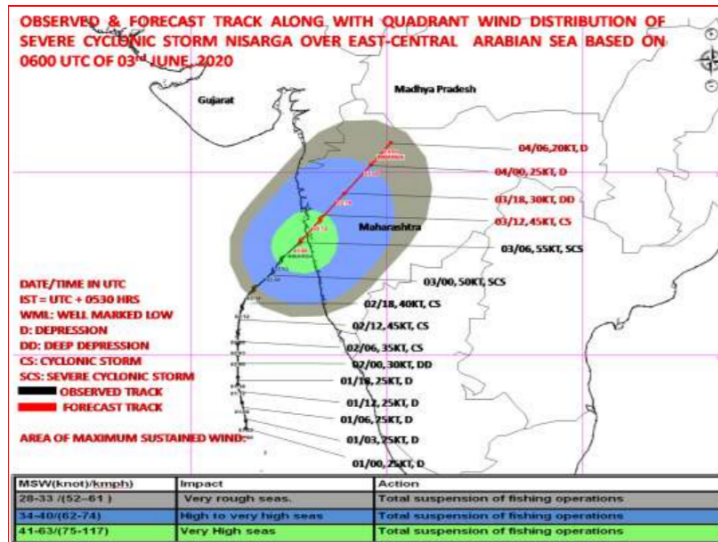 OBSERVED & FORECAST TRACK ALONG WITH QUADRANT WIND DISTRIBUTION OF
SEVERE CYCLONIC STORM NISARGA OVER EAST-CENTRAL ARABIAN SEA BASED ON
0600 UTC OF 03rd JUNE, 2020
Madhya Pradesh
Gujarat
04/06,20KT, D
04/00, 25KT, D
03/18, 30KT, DD
03/12, 45KT, CS
Maharashtra
03/06, 55KT, SCS
03/00, 50KT, SCS
02/18, 40KT, CS
02/12, 45KT, CS
02/06, 35KT, CS
02/00, 30KT, DD
01/18, 25KT, D
01/12, 25KT, D
01/06, 25KT, D
01/03, 25KT, D
01/00, 25KT, D
DATE/TIME IN UTC
IST = UTC + 0530 HRS
WML: WELL MARKED LOW
D: DEPRESSION
DD: DEEP DEPRESSION
CS: CYCLONIC STORM
SCS: SEVERE CYCLONIC STORM
OBSERVED TRACK
FORECAST TRACK
AREA OF MAXIMUM SUSTAINED WIND:
MSW(knot)/kmph) Impact Action
28-33 /(52–61 ) Very rough seas. Total suspension of fishing operations
34-40/(62-74) High to very high seas Total suspension of fishing operations
41-63/(75-117) Very High seas Total suspension of fishing operations